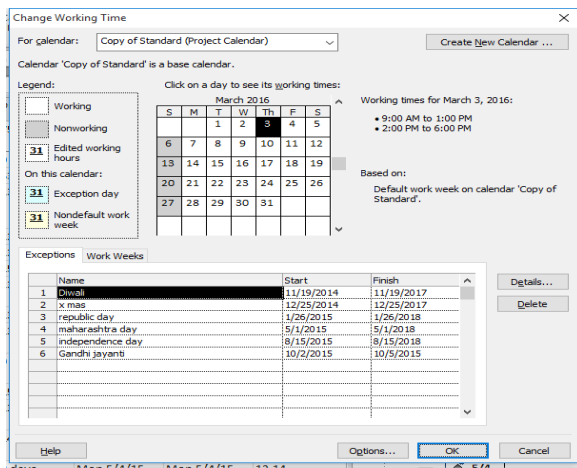 Change Working Time
For calendar: Copy of Standard (Project Calendar)
Create New Calendar ...
Calendar 'Copy of Standard' is a base calendar.
Legend:
Working
Nonworking
31 Edited working hours
On this calendar:
31 Exception day
31 Nondefault work week
Click on a day to see its working times:
March 2016
S M T W Th F S
1 2 3 4 5
6 7 8 9 10 11 12
13 14 15 16 17 18 19
20 21 22 23 24 25 26
27 28 29 30 31
Working times for March 3, 2016:
• 9:00 AM to 1:00 PM
• 2:00 PM to 6:00 PM
Based on:
Default work week on calendar 'Copy of
Standard'.
Exceptions Work Weeks
Name Start Finish
1 Diwali 11/19/2014 11/19/2017
2 x mas 12/25/2014 12/25/2017
3 republic day 1/26/2015 1/26/2018
4 maharashtra day 5/1/2015 5/1/2018
5 independence day 8/15/2015 8/15/2018
6 Gandhi jayanti 10/2/2015 10/5/2015
Details...
Delete
Help
Options...
OK
Cancel